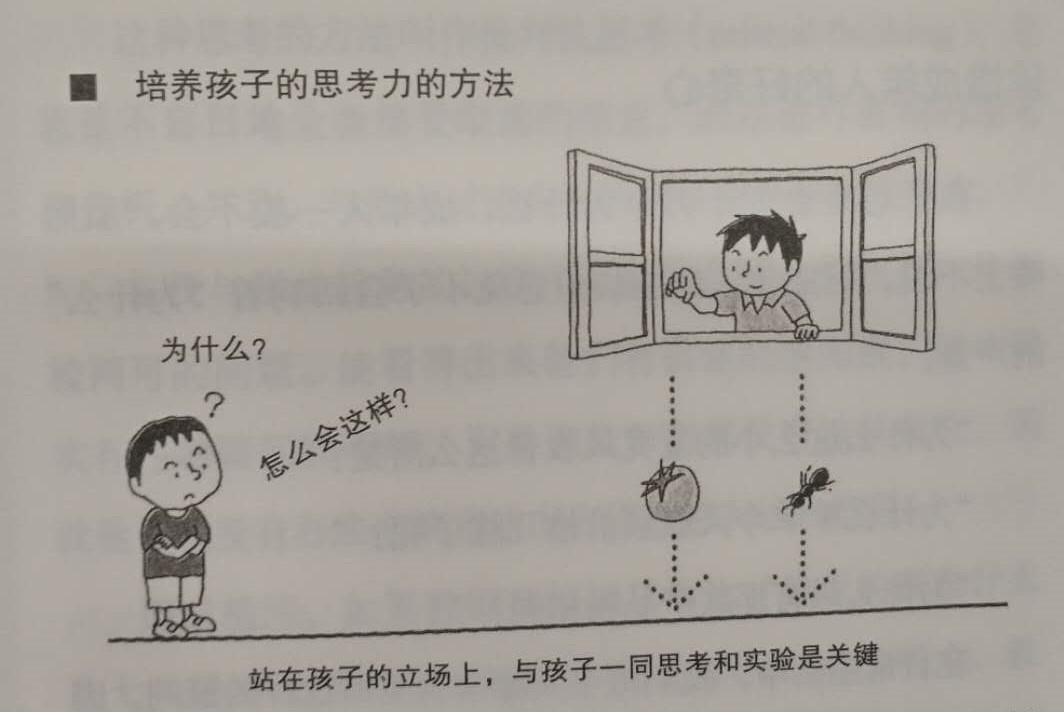 ■ 培养孩子的思考力的方法
为什么?
?
怎么会这样?
站在孩子的立场上，与孩子一同思考和实验是关键